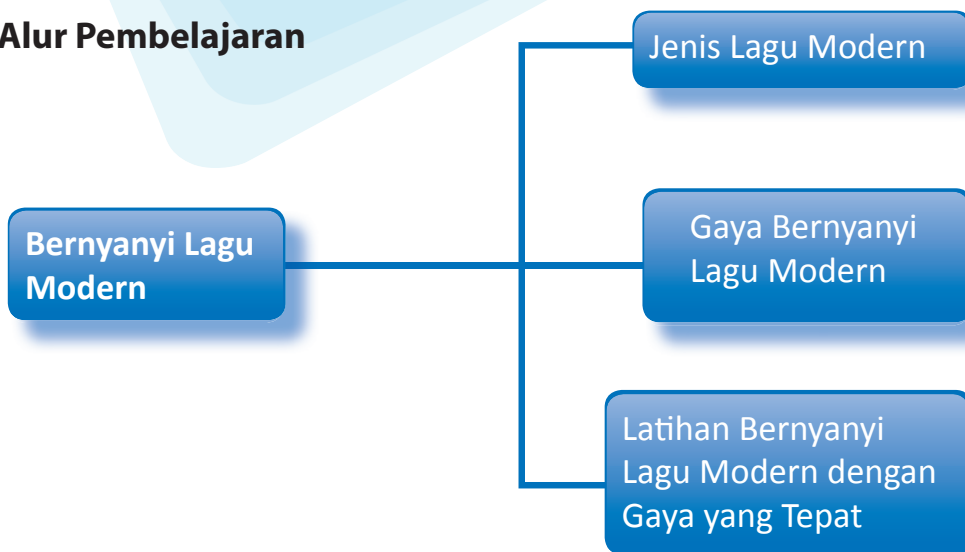 Alur Pembelajaran
Jenis Lagu Modern
Bernyanyi Lagu
Modern
Gaya Bernyanyi
Lagu Modern
Latihan Bernyanyi
Lagu Modern dengan
Gaya yang Tepat